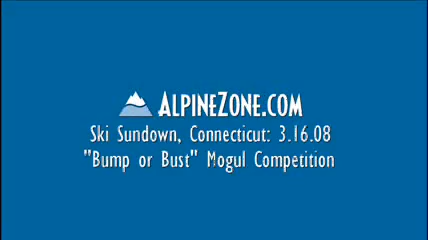 ALPINEZONE.COM
Ski Sundown, Connecticut: 3.16.08
"Bump or Bust" Mogul Competition